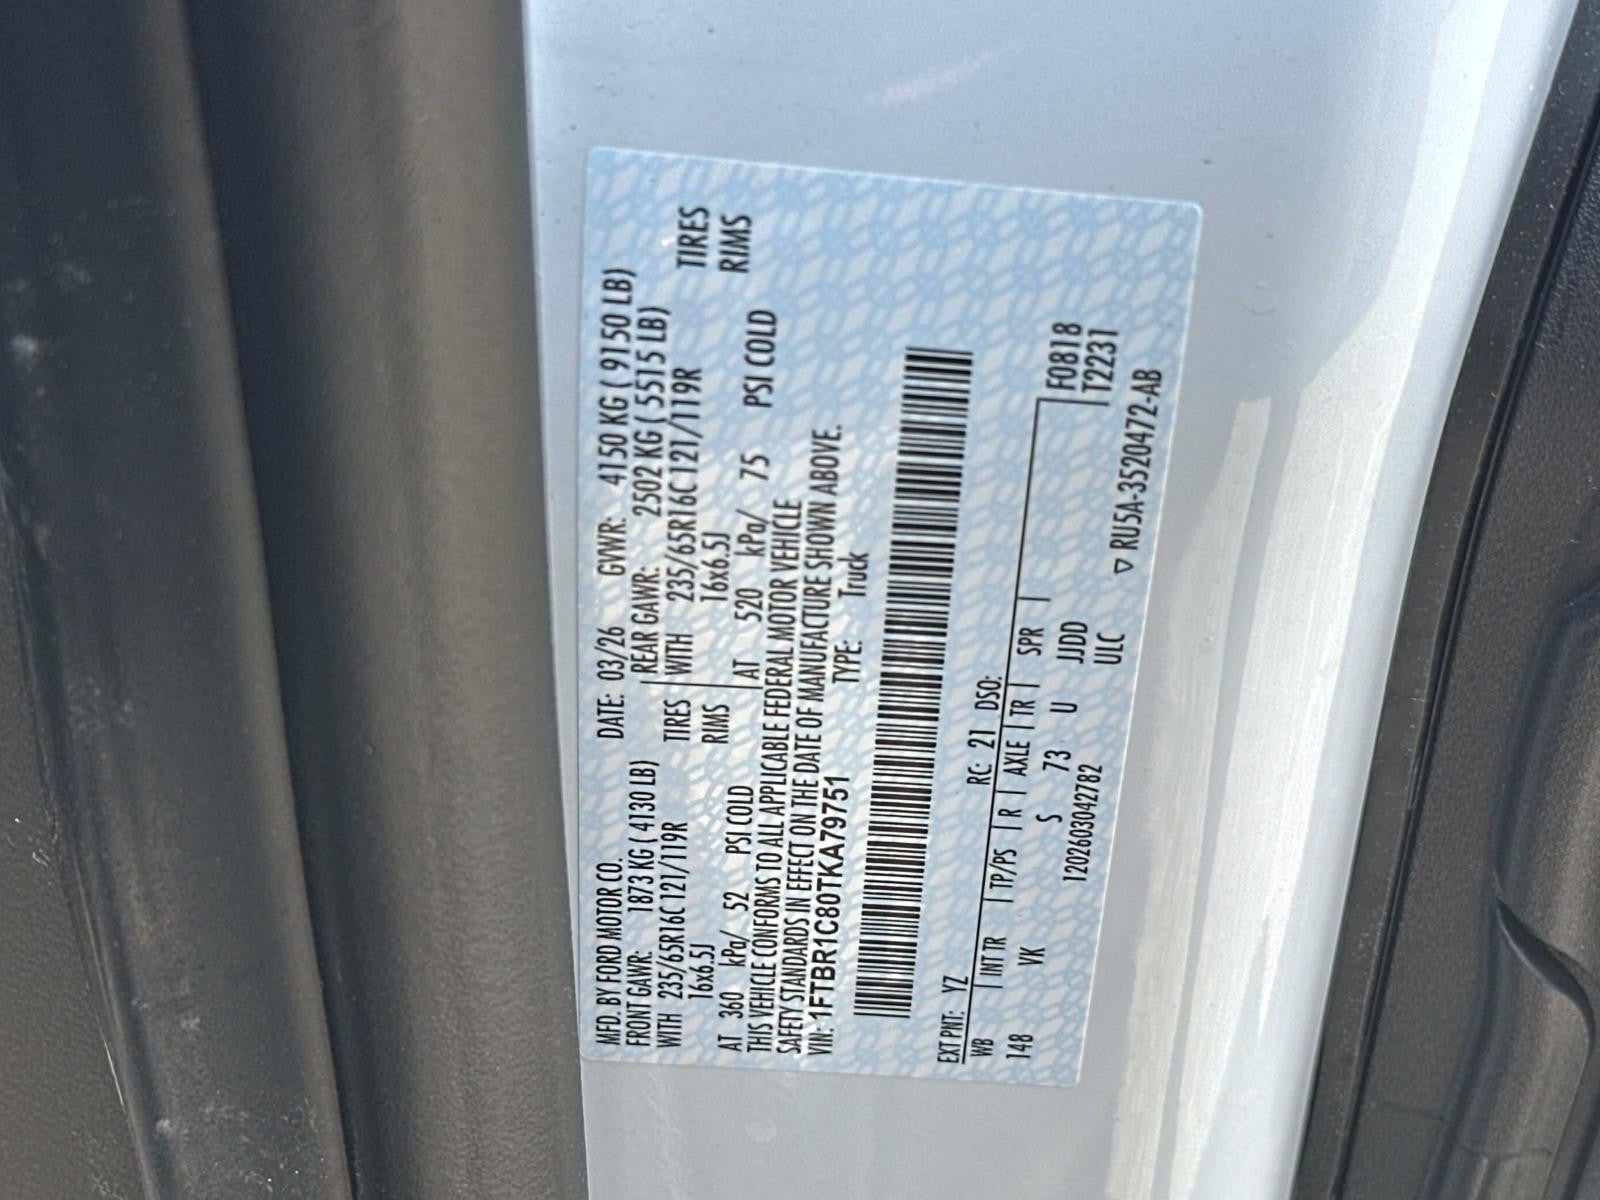 MFD. BY FORD MOTOR CO. DATE: 03/26 GVWR: 4150 KG ( 9150 LB)
FRONT GAWR: 1873 KG ( 4130 LB) REAR GAWR: 2502 KG ( 5515 LB)
WITH 235/65R16C 121/119R TIRES WITH 235/65R16C 121/119R TIRES
16x6.5J RIMS 16x6.5J RIMS
AT 360 kPa/ 52 PSI COLD AT 520 kPa/ 75 PSI COLD
THIS VEHICLE CONFORMS TO ALL APPLICABLE FEDERAL MOTOR VEHICLE
SAFETY STANDARDS IN EFFECT ON THE DATE OF MANUFACTURE SHOWN ABOVE.
VIN: 1FTBR1C80TKA79751 TYPE: Truck
EXT PNT: YZ RC: 21 DSO:
WB INT TR TP/PS R AXLE TR SPR F0818
148 VK S 73 U JJDD T2231
1202603042782 ULC ▽ RU5A-3520472-AB